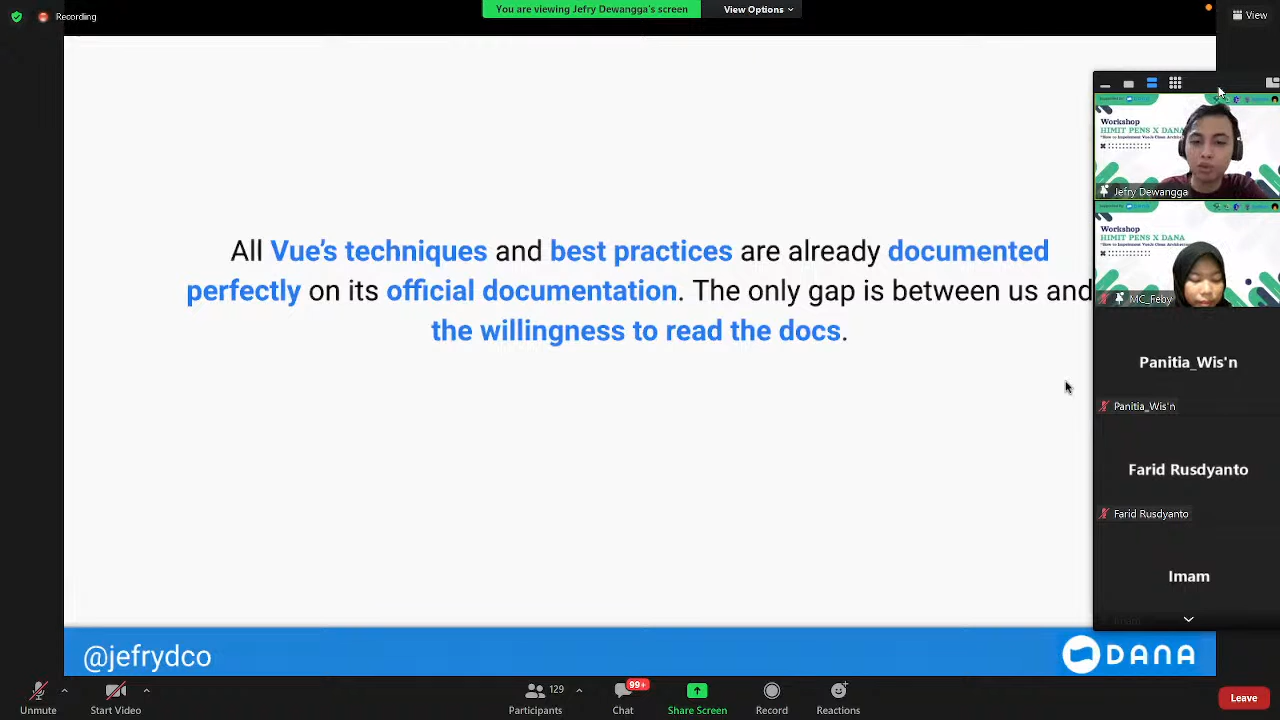 Recording
You are viewing Jefry Dewangga's screen
View Options
View
All Vue's techniques and best practices are already documented
perfectly on its official documentation. The only gap is between us and
the willingness to read the docs.
Workshop
HIMIT PENS X DANA
Jefry Dewangga
Workshop
HIMIT PENS X DANA
MC_Feby
Panitia_Wis'n
Panitia_Wis'n
Farid Rusdyanto
Farid Rusdyanto
Imam
@jefrydco
DANA
Unmute
Start Video
129
Participants
99+
Chat
Share Screen
Record
Reactions
Leave